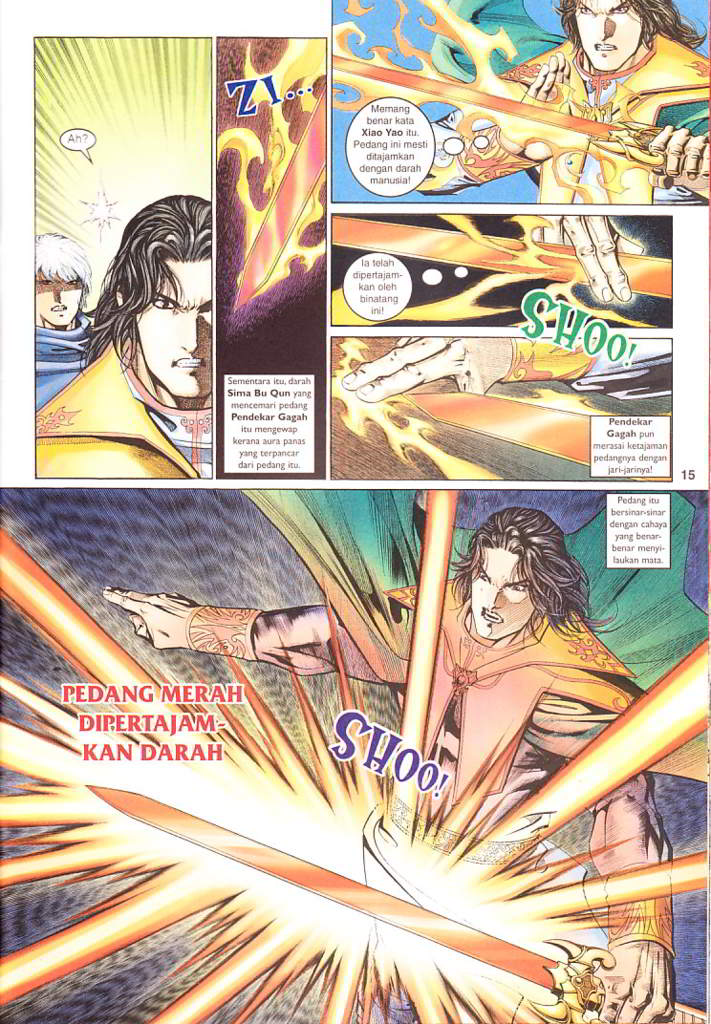 Ah?
ZI...
Sementara itu, darah
Sima Bu Qun yang
mencemari pedang
Pendekar Gagah
itu mengewap
kerana aura panas
yang terpancar
dari pedang itu.
Memang
benar kata
Xiao Yao itu.
Pedang ini mesti
ditajamkan
dengan darah
manusia!
Ia telah
dipertajam-
kan oleh
binatang
ini!
SHOO!
Pendekar
Gagah pun
merasai ketajaman
pedangnya dengan
jari-jarinya!
15
Pedang itu
bersinar-sinar
dengan cahaya
yang benar-
benar menyi-
laukan mata.
PEDANG MERAH
DIPERTAJAM-
KAN DARAH
SHOO!